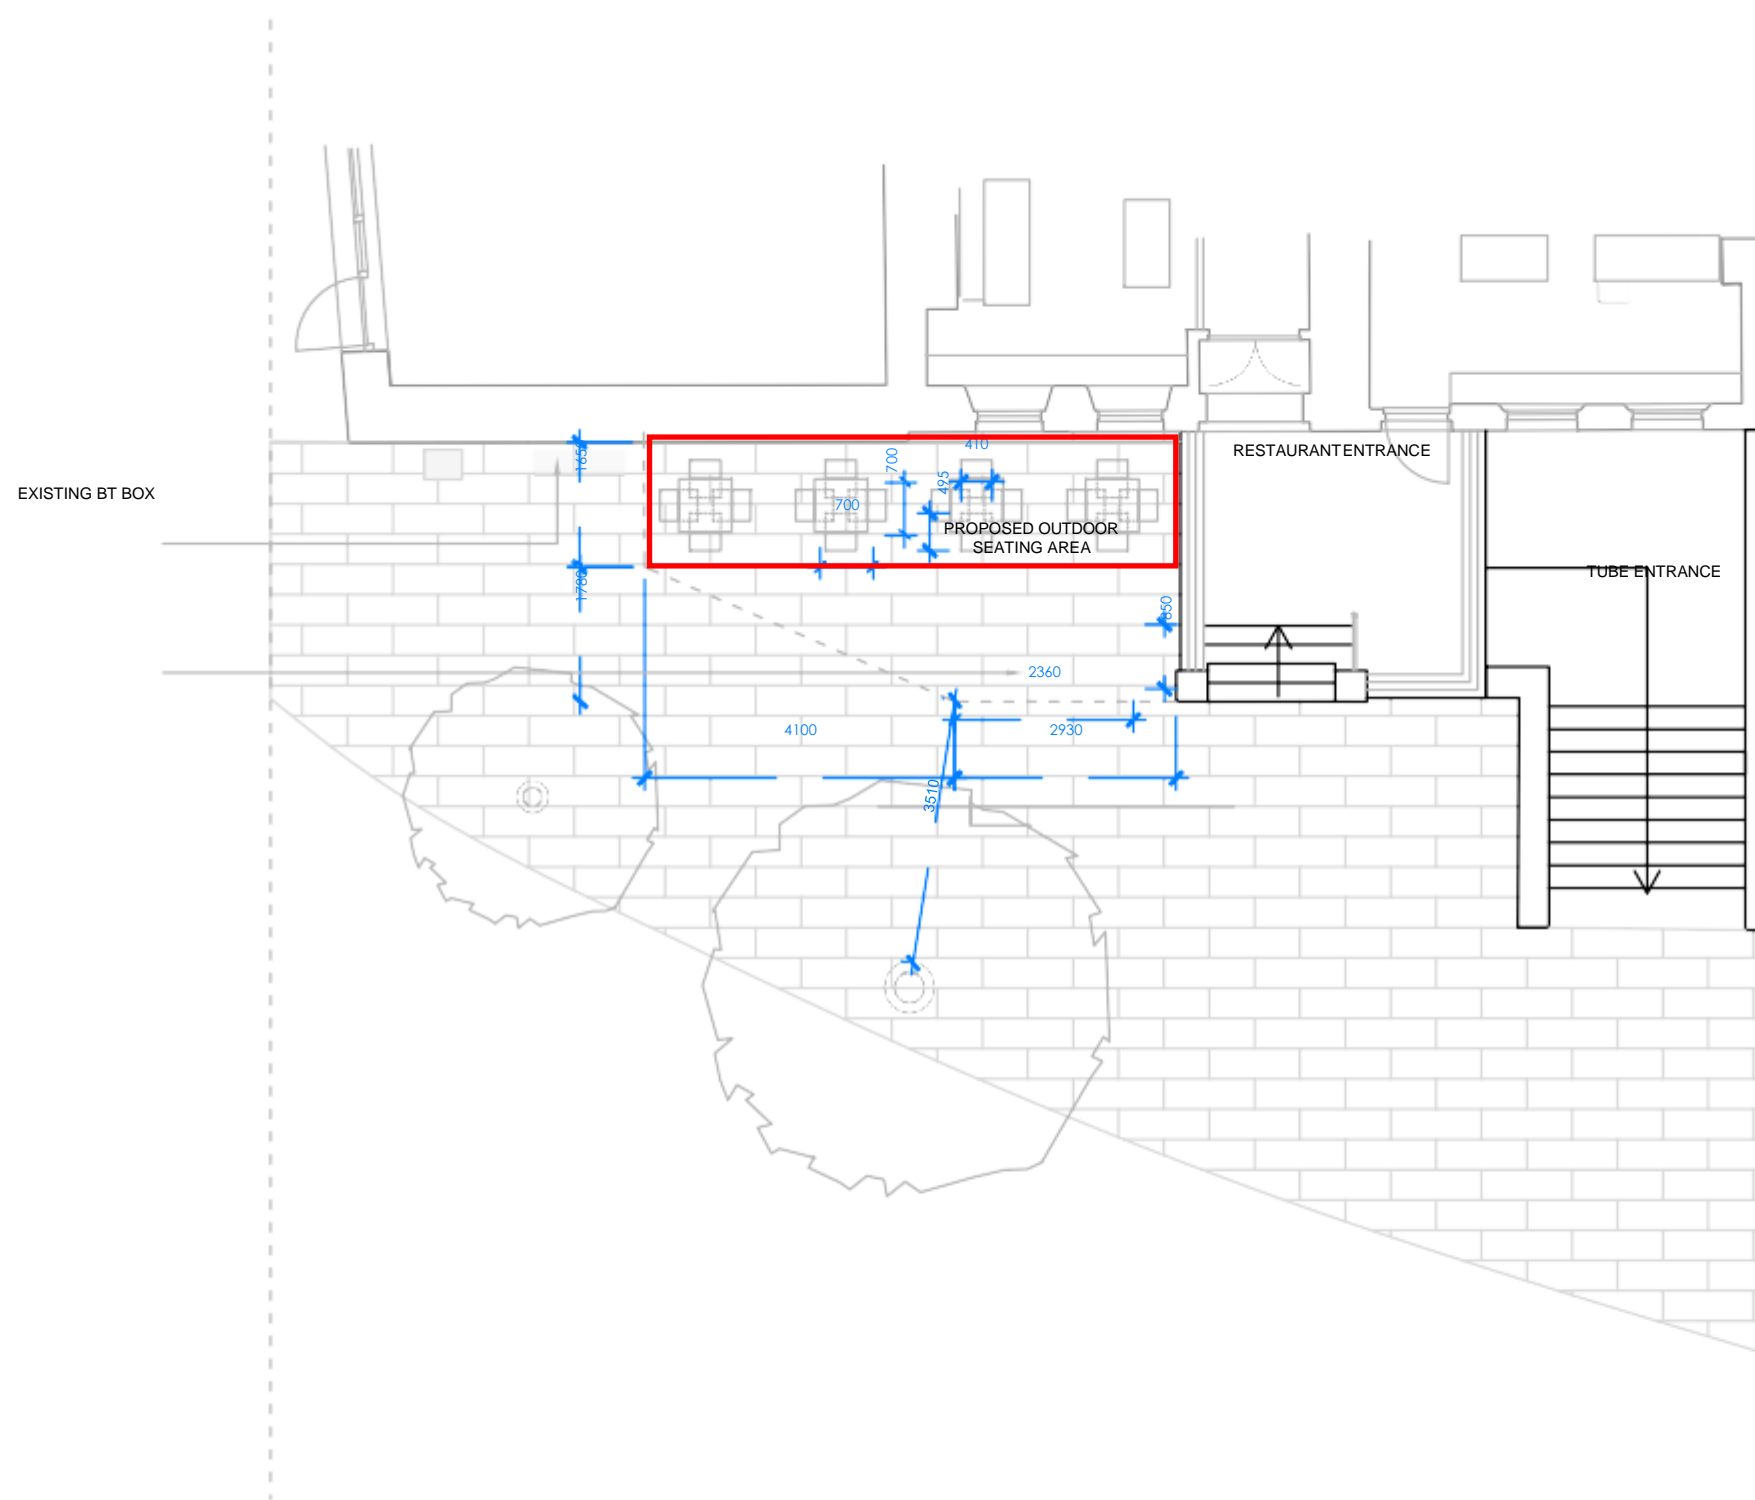 RESTAURANT ENTRANCE
410
700
495
EXISTING BT BOX
700
PROPOSED OUTDOOR
SEATING AREA
TUBE ENTRANCE
1780
2360
4100
2930
3510